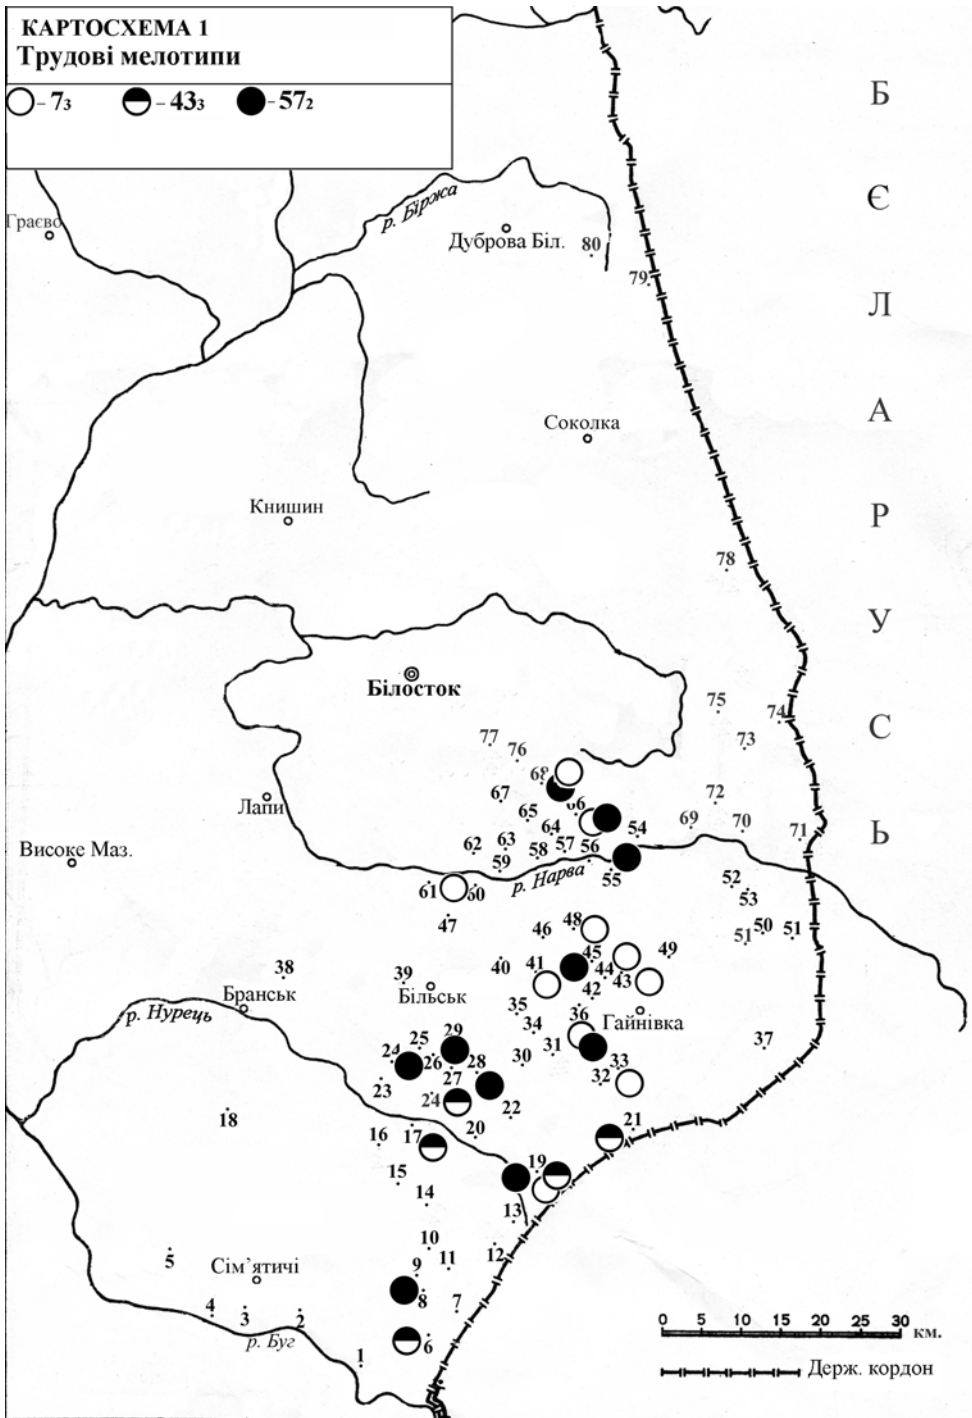 КАРТОСХЕМА 1
Трудові мелотипи
– 7₃ – 43₃ – 57₂
Б
Є
Л
А
Р
У
С
Ь
Граєво
р. Біржа
Дуброва Біл.
80
79
Соколка
Книшин
78
Білосток
75
74
77
76
73
68
Лапи
67
66
72
65
64
54
69
70
71
Високе Маз.
62
63
58
57
56
59
р. Нарва
55
61
60
52
53
47
46
48
51
50
51
45
49
38
39
40
41
44
43
Бранськ
Більськ
42
р. Нурець
35
36
Гайнівка
34
25
29
31
37
24
26
28
30
33
23
27
32
24
22
18
21
16
17
20
15
19
14
13
10
12
5
11
Сім’ятичі
9
8
7
4
3
2
р. Буг
6
1
0 5 10 15 20 25 30
км.
Держ. кордон